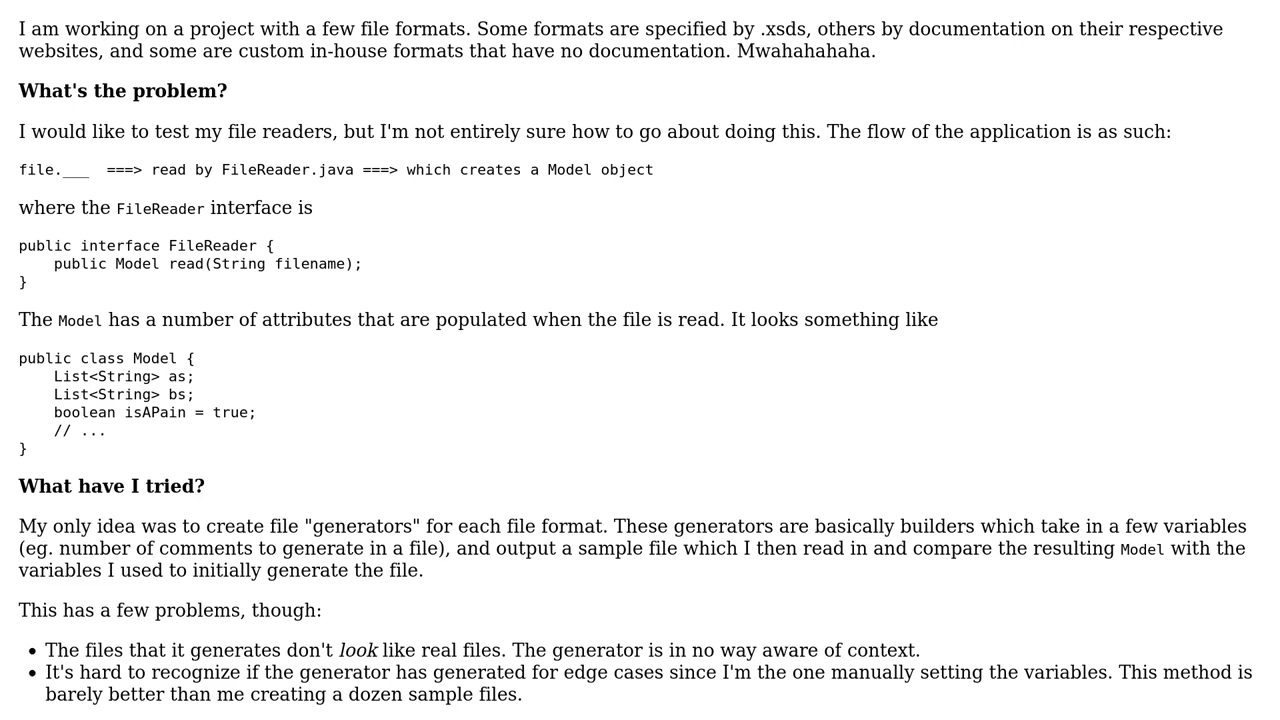 I am working on a project with a few file formats. Some formats are specified by .xsds, others by documentation on their respective
websites, and some are custom in-house formats that have no documentation. Mwahahahaha.
What's the problem?
I would like to test my file readers, but I'm not entirely sure how to go about doing this. The flow of the application is as such:
file.___  ===> read by FileReader.java ===> which creates a Model object
where the FileReader interface is
public interface FileReader {
    public Model read(String filename);
}
The Model has a number of attributes that are populated when the file is read. It looks something like
public class Model {
    List<String> as;
    List<String> bs;
    boolean isAPain = true;
    // ...
}
What have I tried?
My only idea was to create file "generators" for each file format. These generators are basically builders which take in a few variables
(eg. number of comments to generate in a file), and output a sample file which I then read in and compare the resulting Model with the
variables I used to initially generate the file.
This has a few problems, though:
• The files that it generates don't look like real files. The generator is in no way aware of context.
• It's hard to recognize if the generator has generated for edge cases since I'm the one manually setting the variables. This method is
barely better than me creating a dozen sample files.